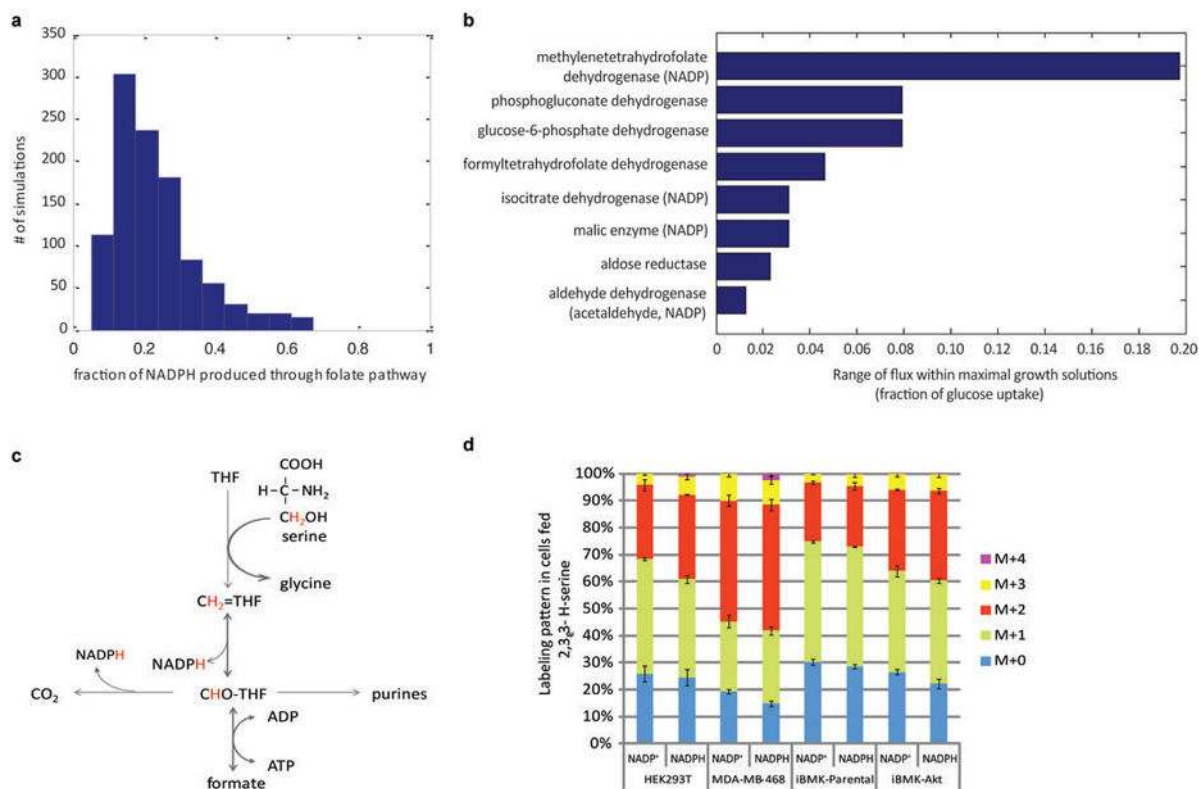 a
350
300
250
200
150
100
50
0
# of simulations
0 0.2 0.4 0.6 0.8 1
fraction of NADPH produced through folate pathway
b
methylenetetrahydrofolate
dehydrogenase (NADP)
phosphogluconate dehydrogenase
glucose-6-phosphate dehydrogenase
formyltetrahydrofolate dehydrogenase
isocitrate dehydrogenase (NADP)
malic enzyme (NADP)
aldose reductase
aldehyde dehydrogenase
(acetaldehyde, NADP)
0 0.02 0.04 0.06 0.08 0.10 0.12 0.14 0.16 0.18 0.20
Range of flux within maximal growth solutions
(fraction of glucose uptake)
c
THF
COOH
H–C–NH₂
CH₂OH
serine
glycine
CH₂=THF
NADPH
NADPH
CO₂
CHO-THF
purines
ADP
ATP
formate
d
Labeling pattern in cells fed
2,3,3- H-serine
100%
90%
80%
70%
60%
50%
40%
30%
20%
10%
0%
NADP⁺ NADPH NADP⁺ NADPH NADP⁺ NADPH NADP⁺ NADPH
HEK293T MDA-MB-468 iBMK-Parental iBMK-Akt
M+4
M+3
M+2
M+1
M+0